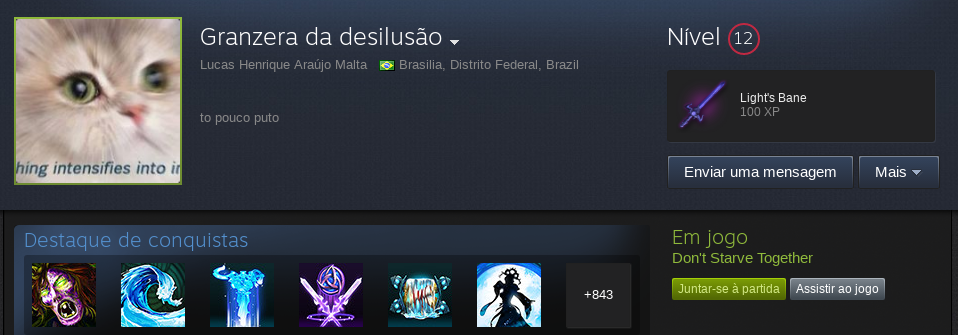 Granzera da desilusão
Nível 12
Lucas Henrique Araújo Malta Brasilia, Distrito Federal, Brazil
to pouco puto
Light's Bane
100 XP
hing intensifies into in
Enviar uma mensagem
Mais
Destaque de conquistas
+843
Em jogo
Don't Starve Together
Juntar-se à partida
Assistir ao jogo